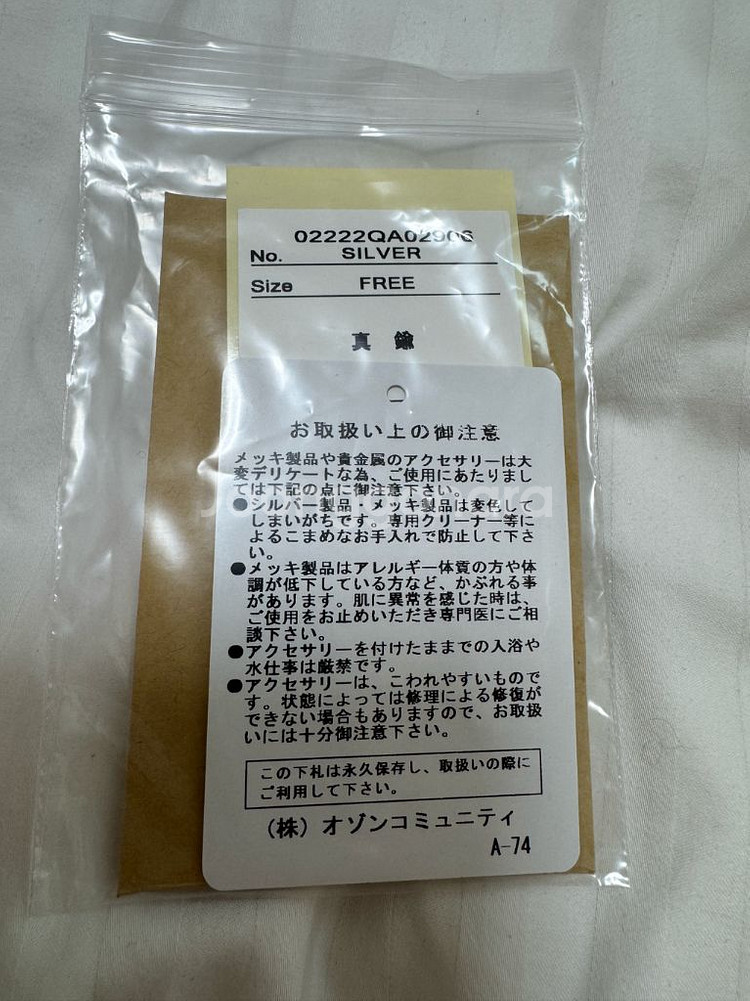 02222QA02906
No. SILVER
Size FREE
真鍮
お取扱い上の御注意
メッキ製品や貴金属のアクセサリーは大
変デリケートな為、ご使用にあたりまし
ては下記の点に御注意下さい。
●シルバー製品・メッキ製品は変色して
しまいがちです。専用クリーナー等に
よるこまめなお手入れで防止して下さ
い。
●メッキ製品はアレルギー体質の方や体
調が低下している方など、かぶれる事
があります。肌に異常を感じた時は、
ご使用をお止めいただき専門医にご相
談下さい。
●アクセサリーを付けたままでの入浴や
水仕事は厳禁です。
●アクセサリーは、こわれやすいもので
す。状態によっては修理による修復が
できない場合もありますので、お取扱
いには十分御注意下さい。
この下札は永久保存し、取扱いの際に
ご利用して下さい。
(株)オゾンコミュニティ
A-74